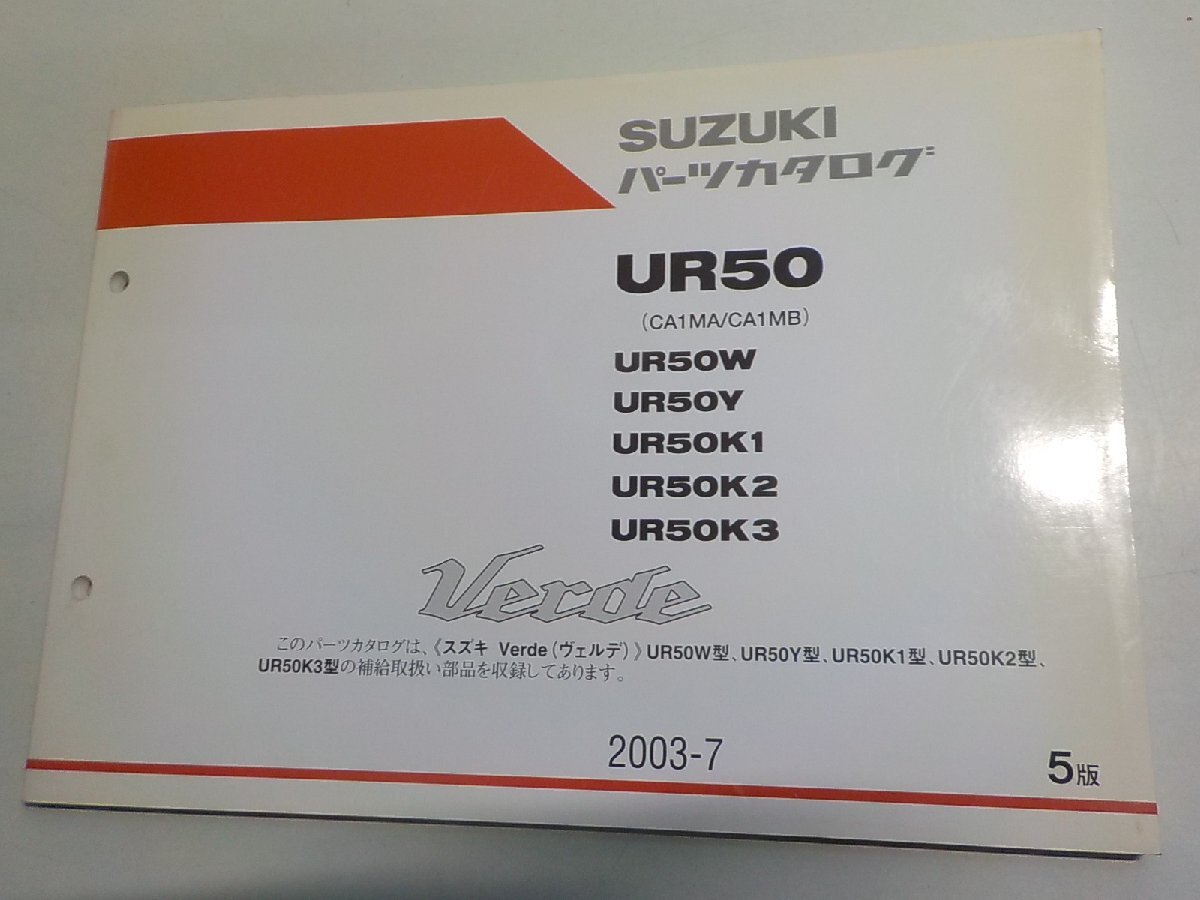 SUZUKI
パーツカタログ
UR50
(CA1MA/CA1MB)
UR50W
UR50Y
UR50K1
UR50K2
UR50K3
Verde
このパーツカタログは、《スズキ Verde(ヴェルデ)》UR50W型、UR50Y型、UR50K1型、UR50K2型、
UR50K3型の補給取扱い部品を収録してあります。
2003-7
5版